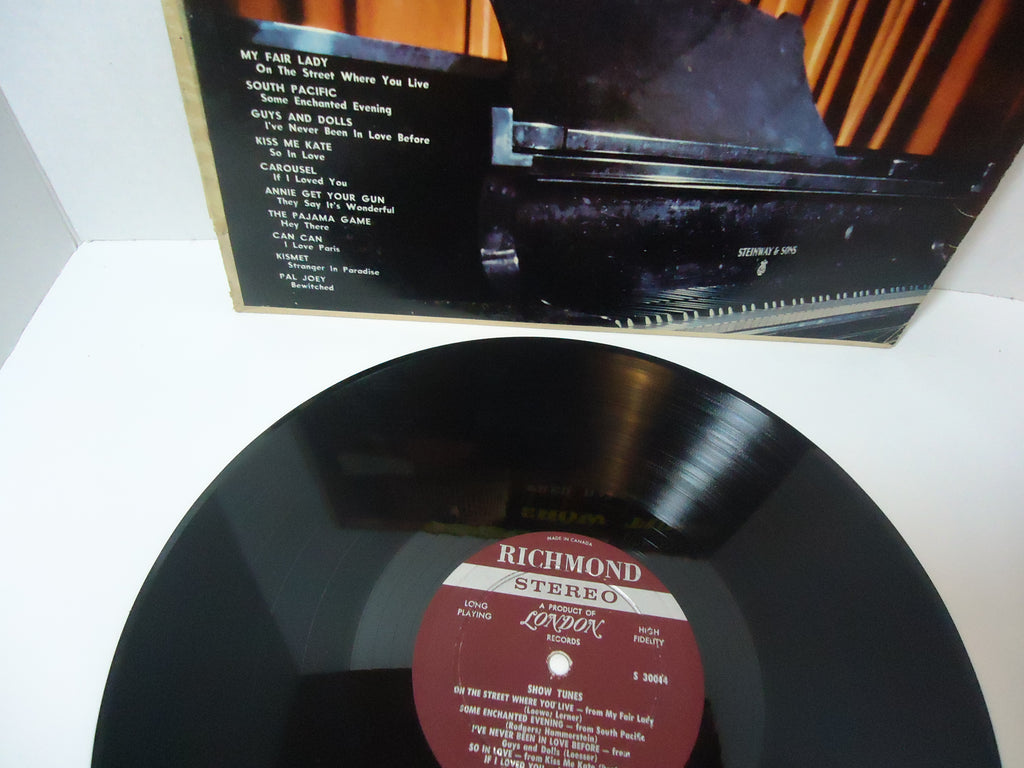 MY FAIR LADY
On The Street Where You Live
SOUTH PACIFIC
Some Enchanted Evening
GUYS AND DOLLS
I've Never Been In Love Before
KISS ME KATE
So In Love
CAROUSEL
If I Loved You
ANNIE GET YOUR GUN
They Say It's Wonderful
THE PAJAMA GAME
Hey There
CAN CAN
I Love Paris
KISMET
Stranger In Paradise
PAL JOEY
Bewitched
STEINWAY & SONS
MADE IN CANADA
RICHMOND
STEREO
LONG PLAYING
A PRODUCT OF
LONDON
RECORDS
HIGH FIDELITY
S 30044
SHOW TUNES
ON THE STREET WHERE YOU LIVE – from My Fair Lady
(Loewe; Lerner)
SOME ENCHANTED EVENING – from South Pacific
(Rodgers; Hammerstein)
I'VE NEVER BEEN IN LOVE BEFORE – from
Guys and Dolls (Loesser)
SO IN LOVE – from Kiss Me Kate
IF I LOVED YOU